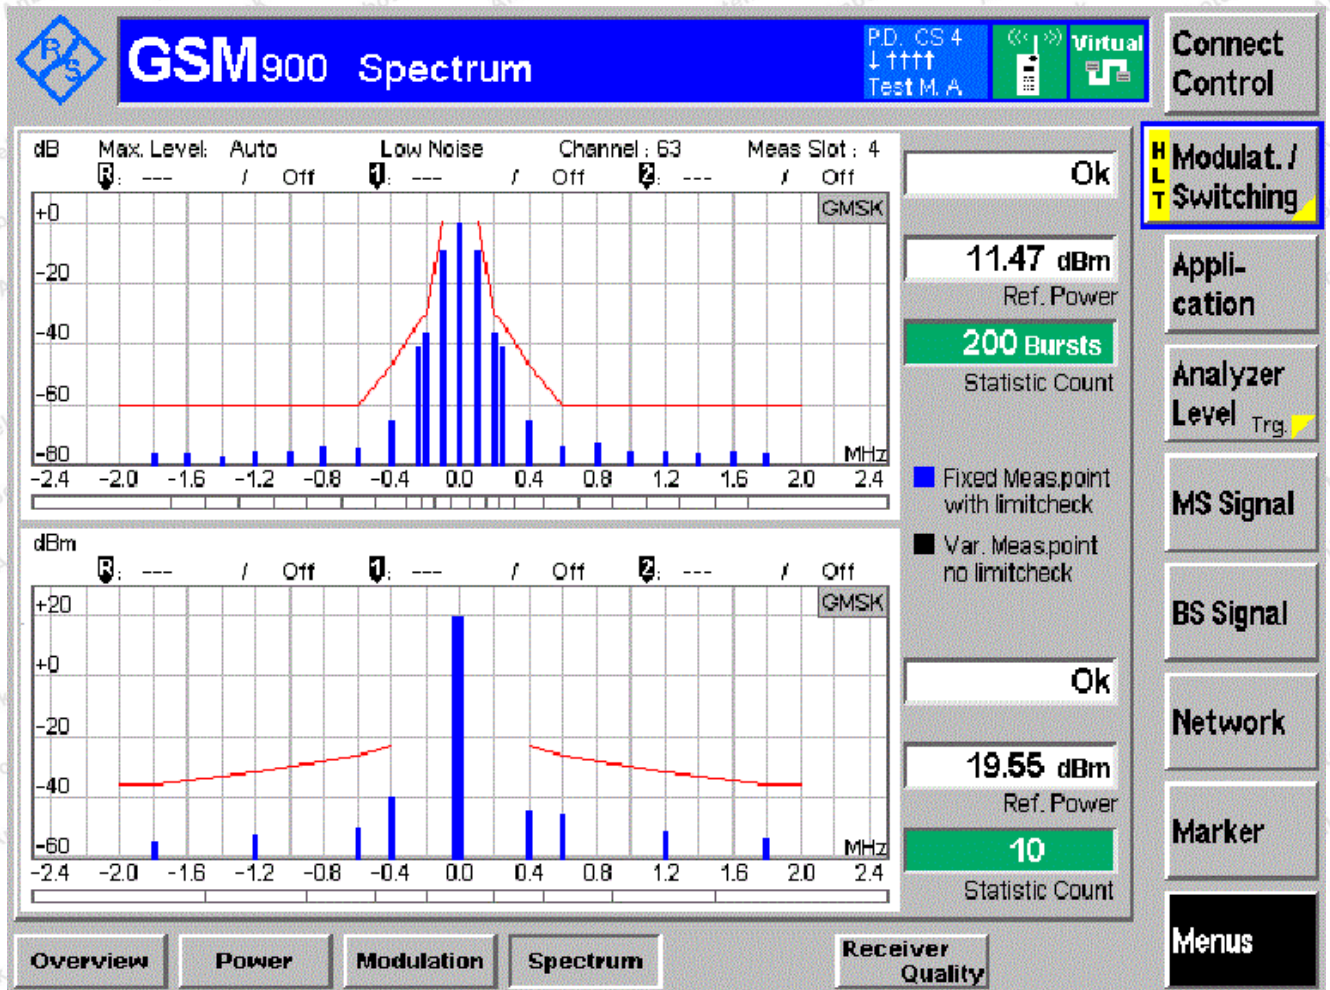 R&S
GSM900 Spectrum
P.D. CS 4
↓ ↑↑↑↑
Test M. A
Virtual
Connect
Control
dB Max. Level: Auto Low Noise Channel : 63 Meas Slot : 4
R: --- / Off 1: --- / Off 2: --- / Off
GMSK
+0
-20
-40
-60
-80
MHz
-2.4 -2.0 -1.6 -1.2 -0.8 -0.4 0.0 0.4 0.8 1.2 1.6 2.0 2.4
Ok
11.47 dBm
Ref. Power
200 Bursts
Statistic Count
Fixed Meas.point
with limitcheck
Var. Meas.point
no limitcheck
dBm
R: --- / Off 1: --- / Off 2: --- / Off
GMSK
+20
+0
-20
-40
-60
MHz
-2.4 -2.0 -1.6 -1.2 -0.8 -0.4 0.0 0.4 0.8 1.2 1.6 2.0 2.4
Ok
19.55 dBm
Ref. Power
10
Statistic Count
HLT
Modulat. /
Switching
Appli-
cation
Analyzer
Level Trg.
MS Signal
BS Signal
Network
Marker
Menus
Overview Power Modulation Spectrum
Receiver
Quality